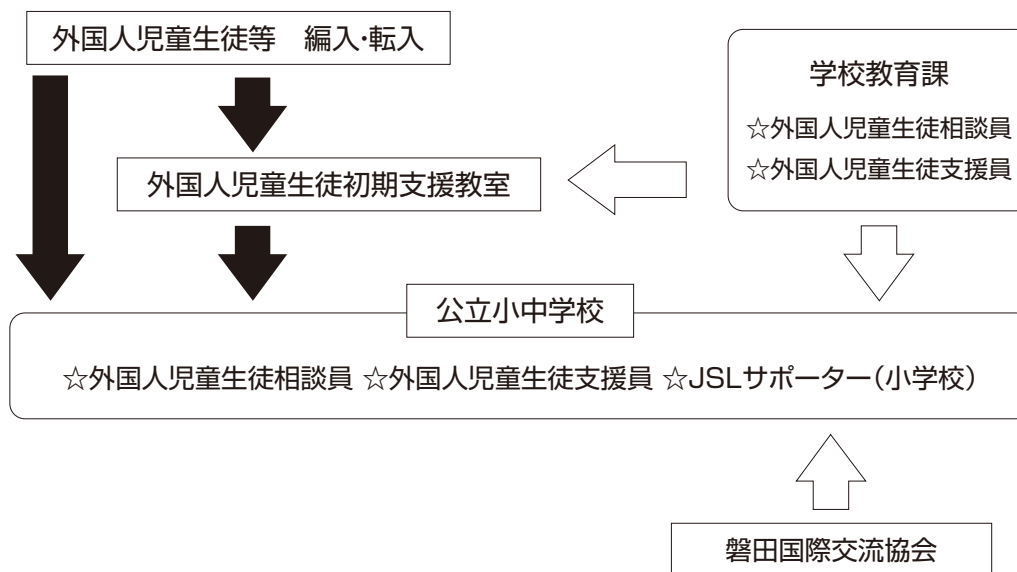 外国人児童生徒等　編入・転入
学校教育課
☆外国人児童生徒相談員
☆外国人児童生徒支援員
外国人児童生徒初期支援教室
公立小中学校
☆外国人児童生徒相談員 ☆外国人児童生徒支援員 ☆JSLサポーター（小学校）
磐田国際交流協会